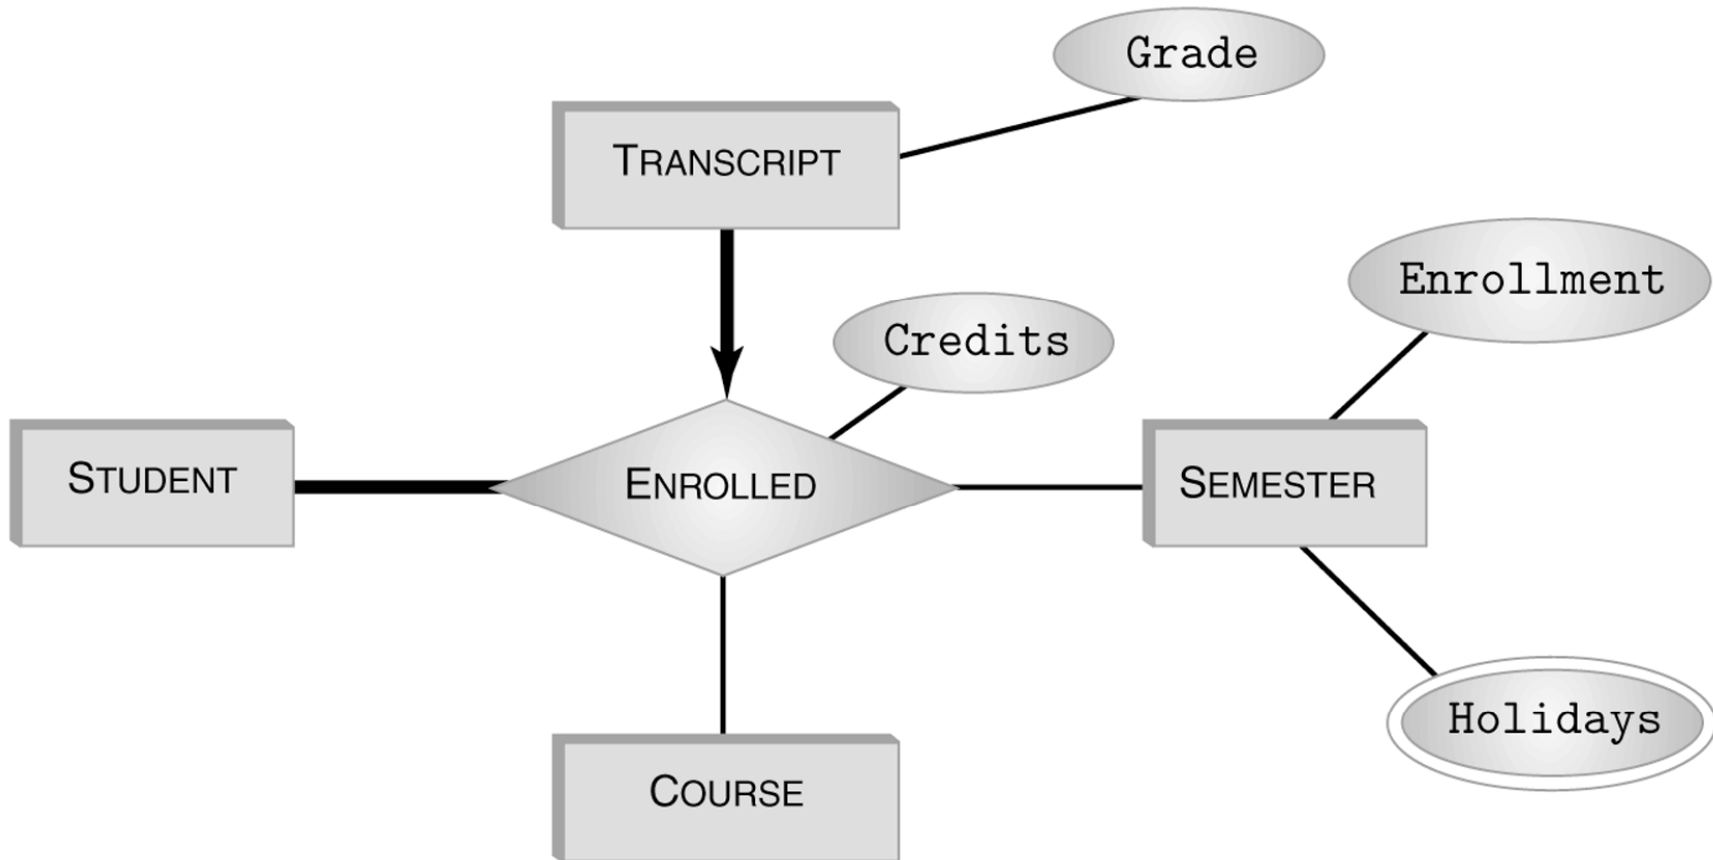 Grade
TRANSCRIPT
Enrollment
Credits
STUDENT
ENROLLED
SEMESTER
Holidays
COURSE